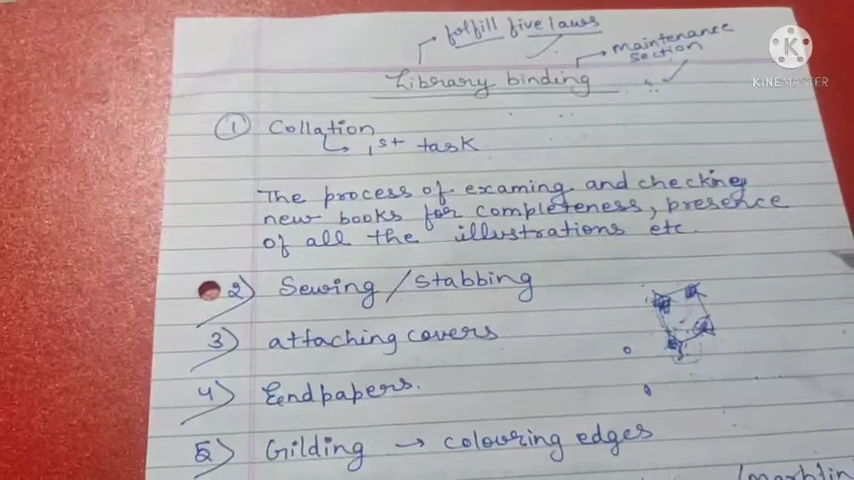 folfill five laws
maintenance
section
Library binding
K
KINEMASTER
1 Collation
1st task
The process of examing and checking
new books for completeness, presence
of all the illustrations etc.
2) Sewing / stabbing
3) attaching covers
4) Endpapers.
5) Gilding → colouring edges